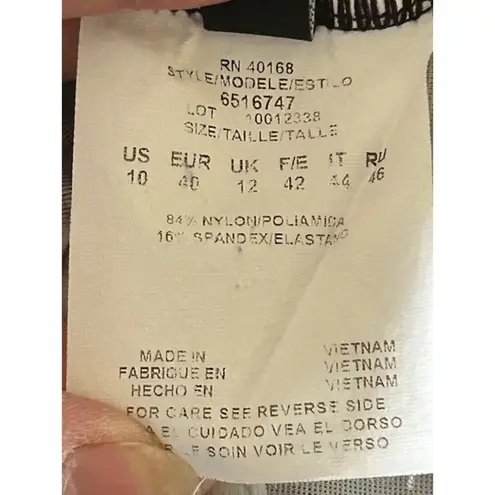 RN 40168
STYLE/MODELE/ESTILO
6516747
LOT 10012338
SIZE/TAILLE/TALLE
US EUR UK F/E IT RU
10 40 12 42 44 46
84% NYLON/POLIAMIDA
16% SPANDEX/ELASTANO
MADE IN VIETNAM
FABRIQUE EN VIETNAM
HECHO EN VIETNAM
FOR CARE SEE REVERSE SIDE
EL CUIDADO VEA EL DORSO
LE SOIN VOIR LE VERSO